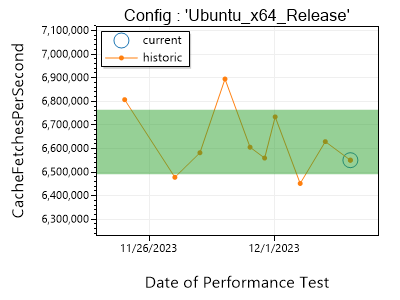 Config : 'Ubuntu_x64_Release'
7,100,000
7,000,000
6,900,000
6,800,000
6,700,000
6,600,000
6,500,000
6,400,000
6,300,000
CacheFetchesPerSecond
current
historic
11/26/2023
12/1/2023
Date of Performance Test